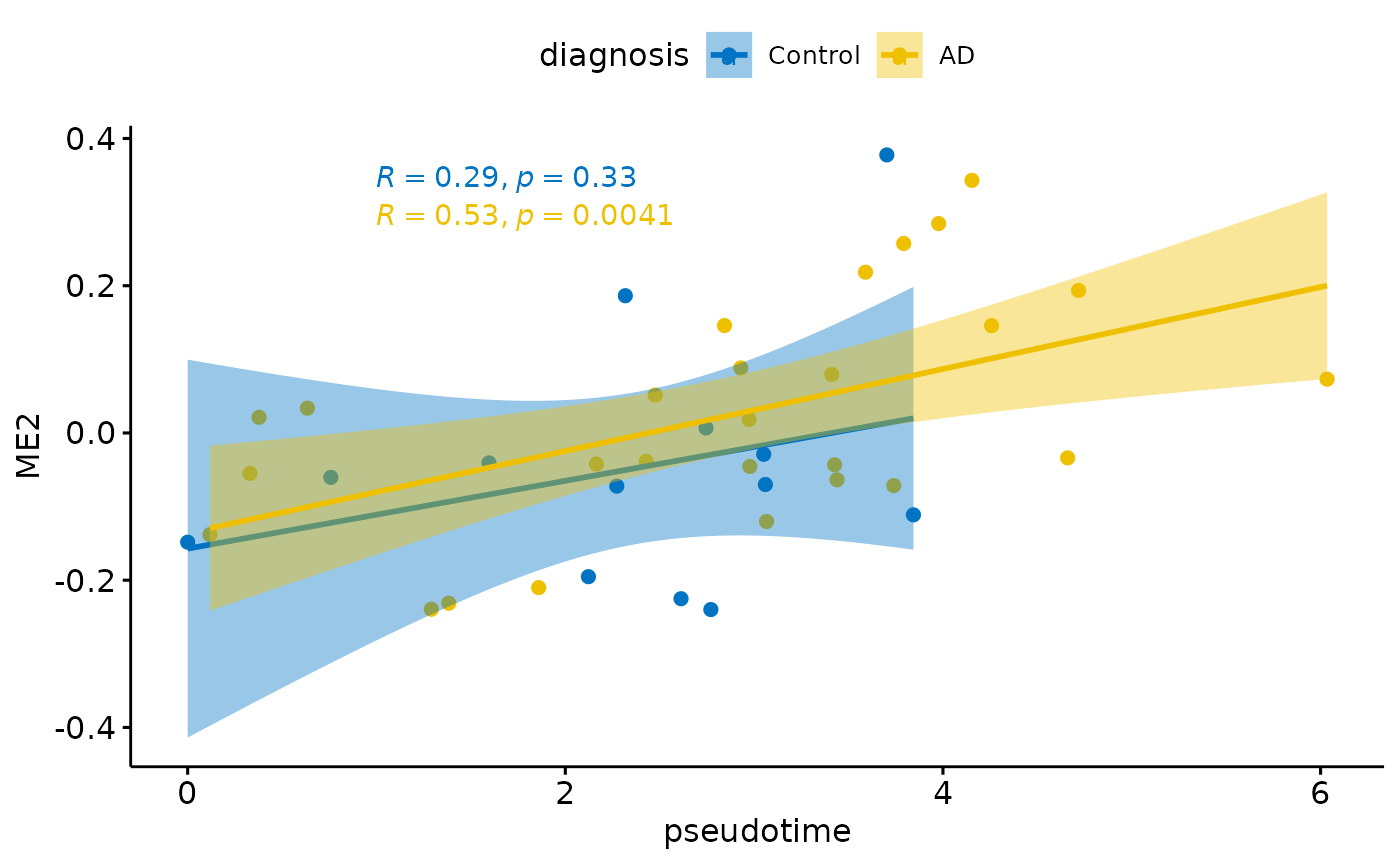 diagnosis Control AD
0.4
R = 0.29, p = 0.33
R = 0.53, p = 0.0041
0.2
0.0
ME2
-0.2
-0.4
0 2 4 6
pseudotime